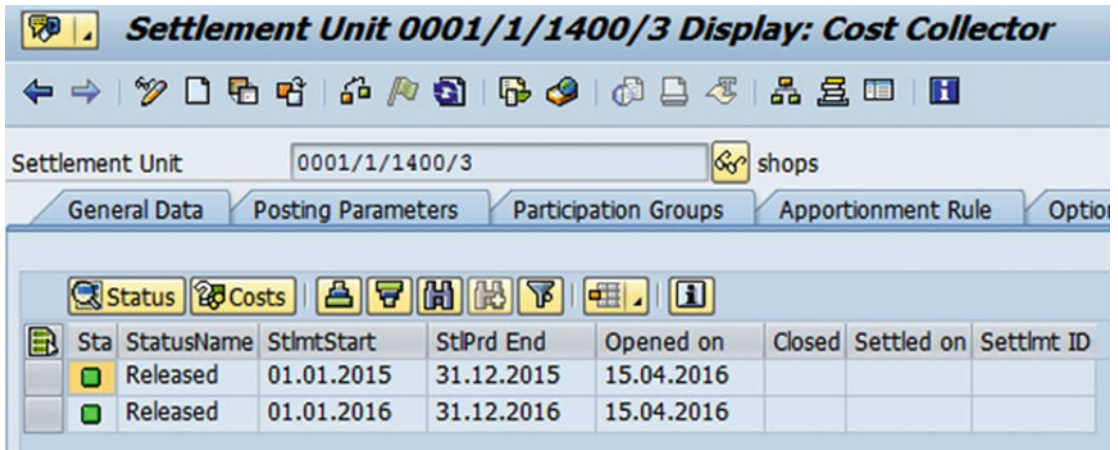 Settlement Unit 0001/1/1400/3 Display: Cost Collector
Settlement Unit 0001/1/1400/3 shops
General Data Posting Parameters Participation Groups Apportionment Rule Option
Status Costs
Sta StatusName StlmtStart StlPrd End Opened on Closed Settled on Settlmt ID
Released 01.01.2015 31.12.2015 15.04.2016
Released 01.01.2016 31.12.2016 15.04.2016